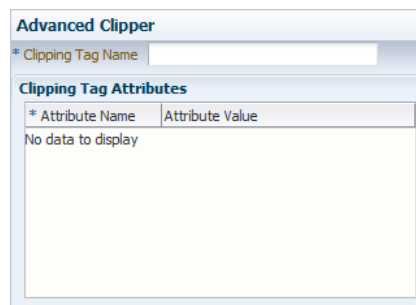 Advanced Clipper
* Clipping Tag Name
Clipping Tag Attributes
* Attribute Name Attribute Value
No data to display